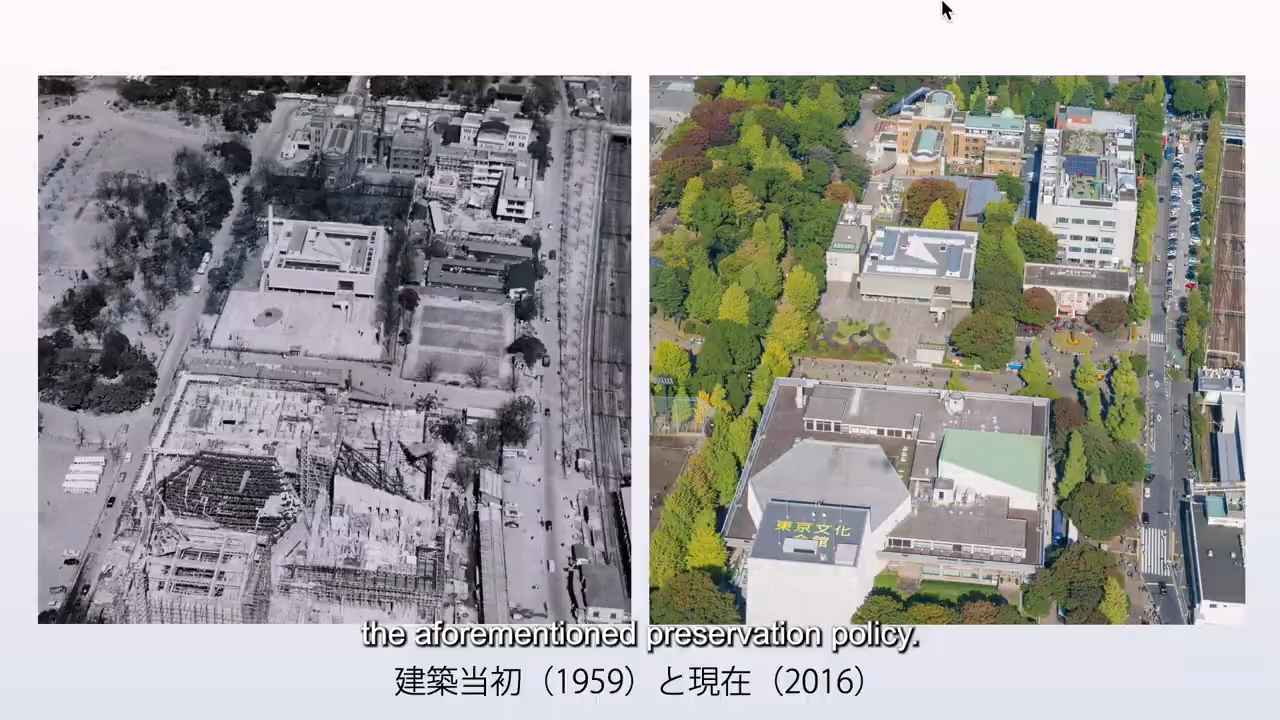 東京文化
会館
the aforementioned preservation policy.
建築当初（1959）と現在（2016）